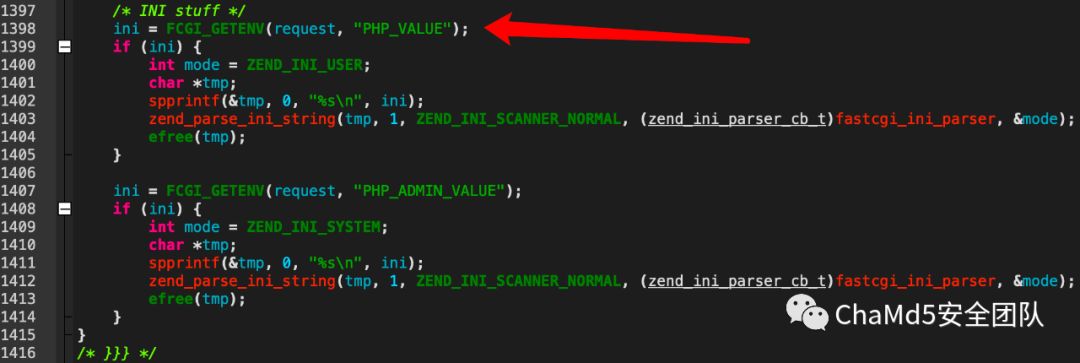 1397 /* INI stuff */
1398 ini = FCGI_GETENV(request, "PHP_VALUE");
1399 if (ini) {
1400 int mode = ZEND_INI_USER;
1401 char *tmp;
1402 spprintf(&tmp, 0, "%s\n", ini);
1403 zend_parse_ini_string(tmp, 1, ZEND_INI_SCANNER_NORMAL, (zend_ini_parser_cb_t)fastcgi_ini_parser, &mode);
1404 efree(tmp);
1405 }
1406
1407 ini = FCGI_GETENV(request, "PHP_ADMIN_VALUE");
1408 if (ini) {
1409 int mode = ZEND_INI_SYSTEM;
1410 char *tmp;
1411 spprintf(&tmp, 0, "%s\n", ini);
1412 zend_parse_ini_string(tmp, 1, ZEND_INI_SCANNER_NORMAL, (zend_ini_parser_cb_t)fastcgi_ini_parser, &mode);
1413 efree(tmp);
1414 }
1415 }
1416 /* }}} */
ChaMd5安全团队